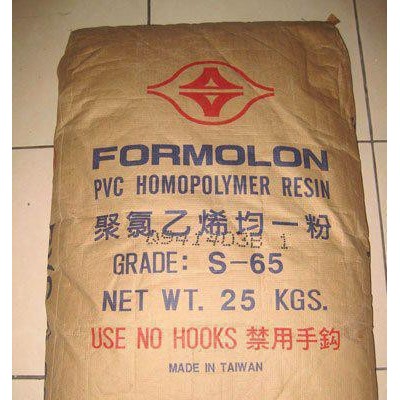 FORMOLON
PVC HOMOPOLYMER RESIN
聚氯乙烯均一粉
GRADE: S-65
NET WT. 25 KGS.
USE NO HOOKS 禁用手鈎
MADE IN TAIWAN